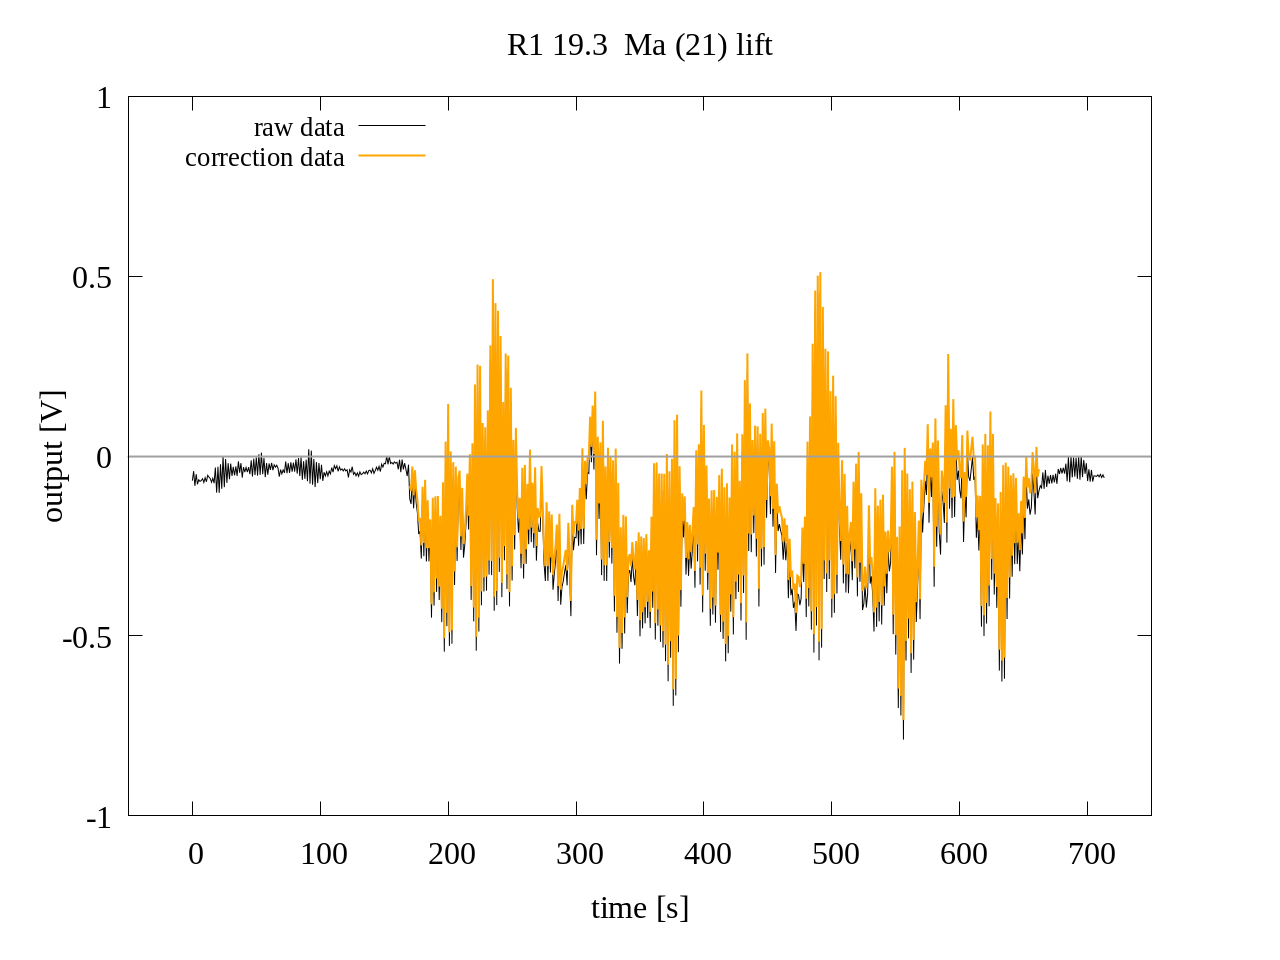 R1 19.3  Ma (21) lift
raw data
correction data
1
0.5
0
-0.5
-1
output [V]
0 100 200 300 400 500 600 700
time [s]